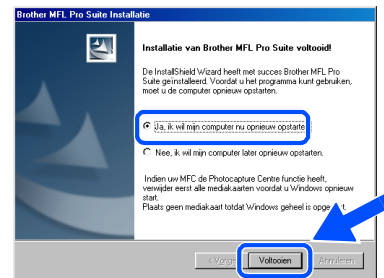 Brother MFL Pro Suite Installatie
Installatie van Brother MFL Pro Suite voltooid!
De InstallShield Wizard heeft met succes Brother MFL Pro
Suite geïnstalleerd. Voordat u het programma kunt gebruiken,
moet u de computer opnieuw opstarten.
Ja, ik wil mijn computer nu opnieuw opstarte
Nee, ik wil mijn computer later opnieuw opstarten.
Indien uw MFC de Photocapture Centre functie heeft,
verwijder eerst alle mediakaarten voordat u Windows opnieuw
start.
Plaats geen mediakaart totdat Windows geheel is
Voltooien Annuleren